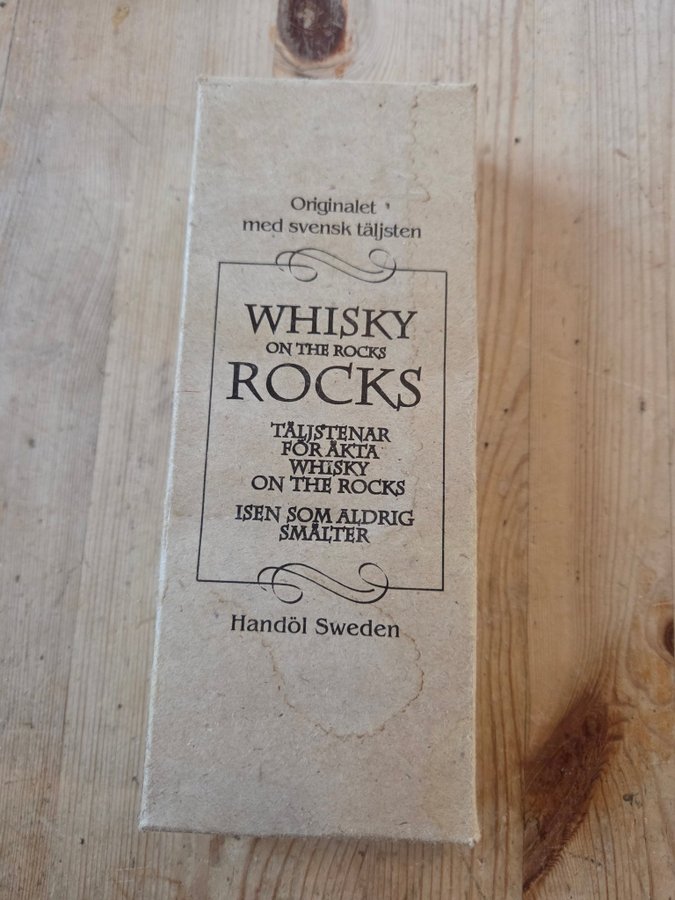 Originalet
med svensk täljsten
WHISKY
ON THE ROCKS
ROCKS
TÄLJSTENAR
FÖR ÄKTA
WHISKY
ON THE ROCKS
ISEN SOM ALDRIG
SMÄLTER
Handöl Sweden